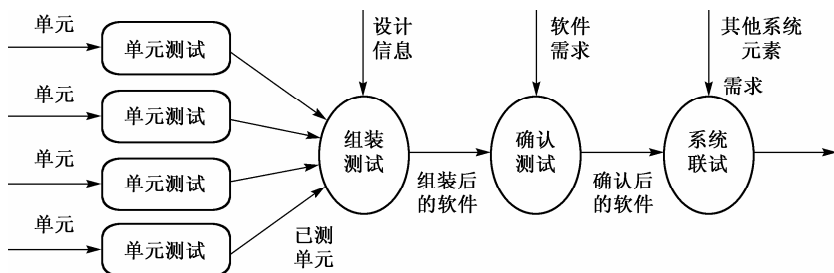 单元
单元测试
单元
单元测试
单元
单元测试
单元
单元测试
已测
单元
设计
信息
组装
测试
组装后
的软件
软件
需求
确认
测试
确认后
的软件
其他系统
元素
需求
系统
联试